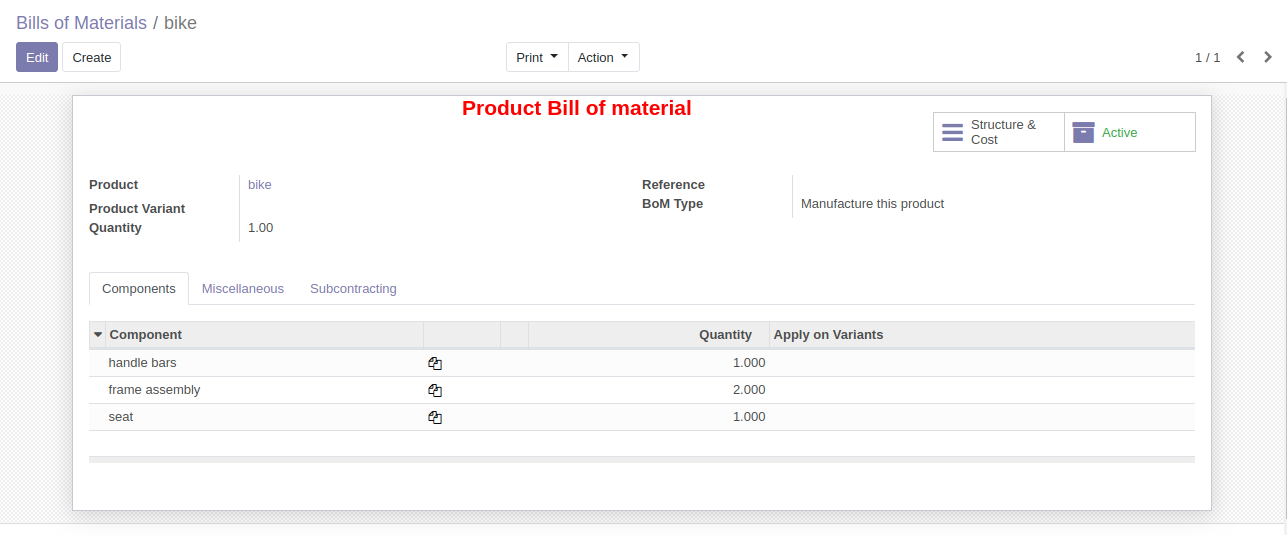 Bills of Materials / bike
Edit Create Print Action 1 / 1
Product Bill of material
Structure &
Cost
Active
Product bike
Product Variant
Quantity 1.00
Reference
BoM Type Manufacture this product
Components Miscellaneous Subcontracting
Component Quantity Apply on Variants
handle bars 1.000
frame assembly 2.000
seat 1.000